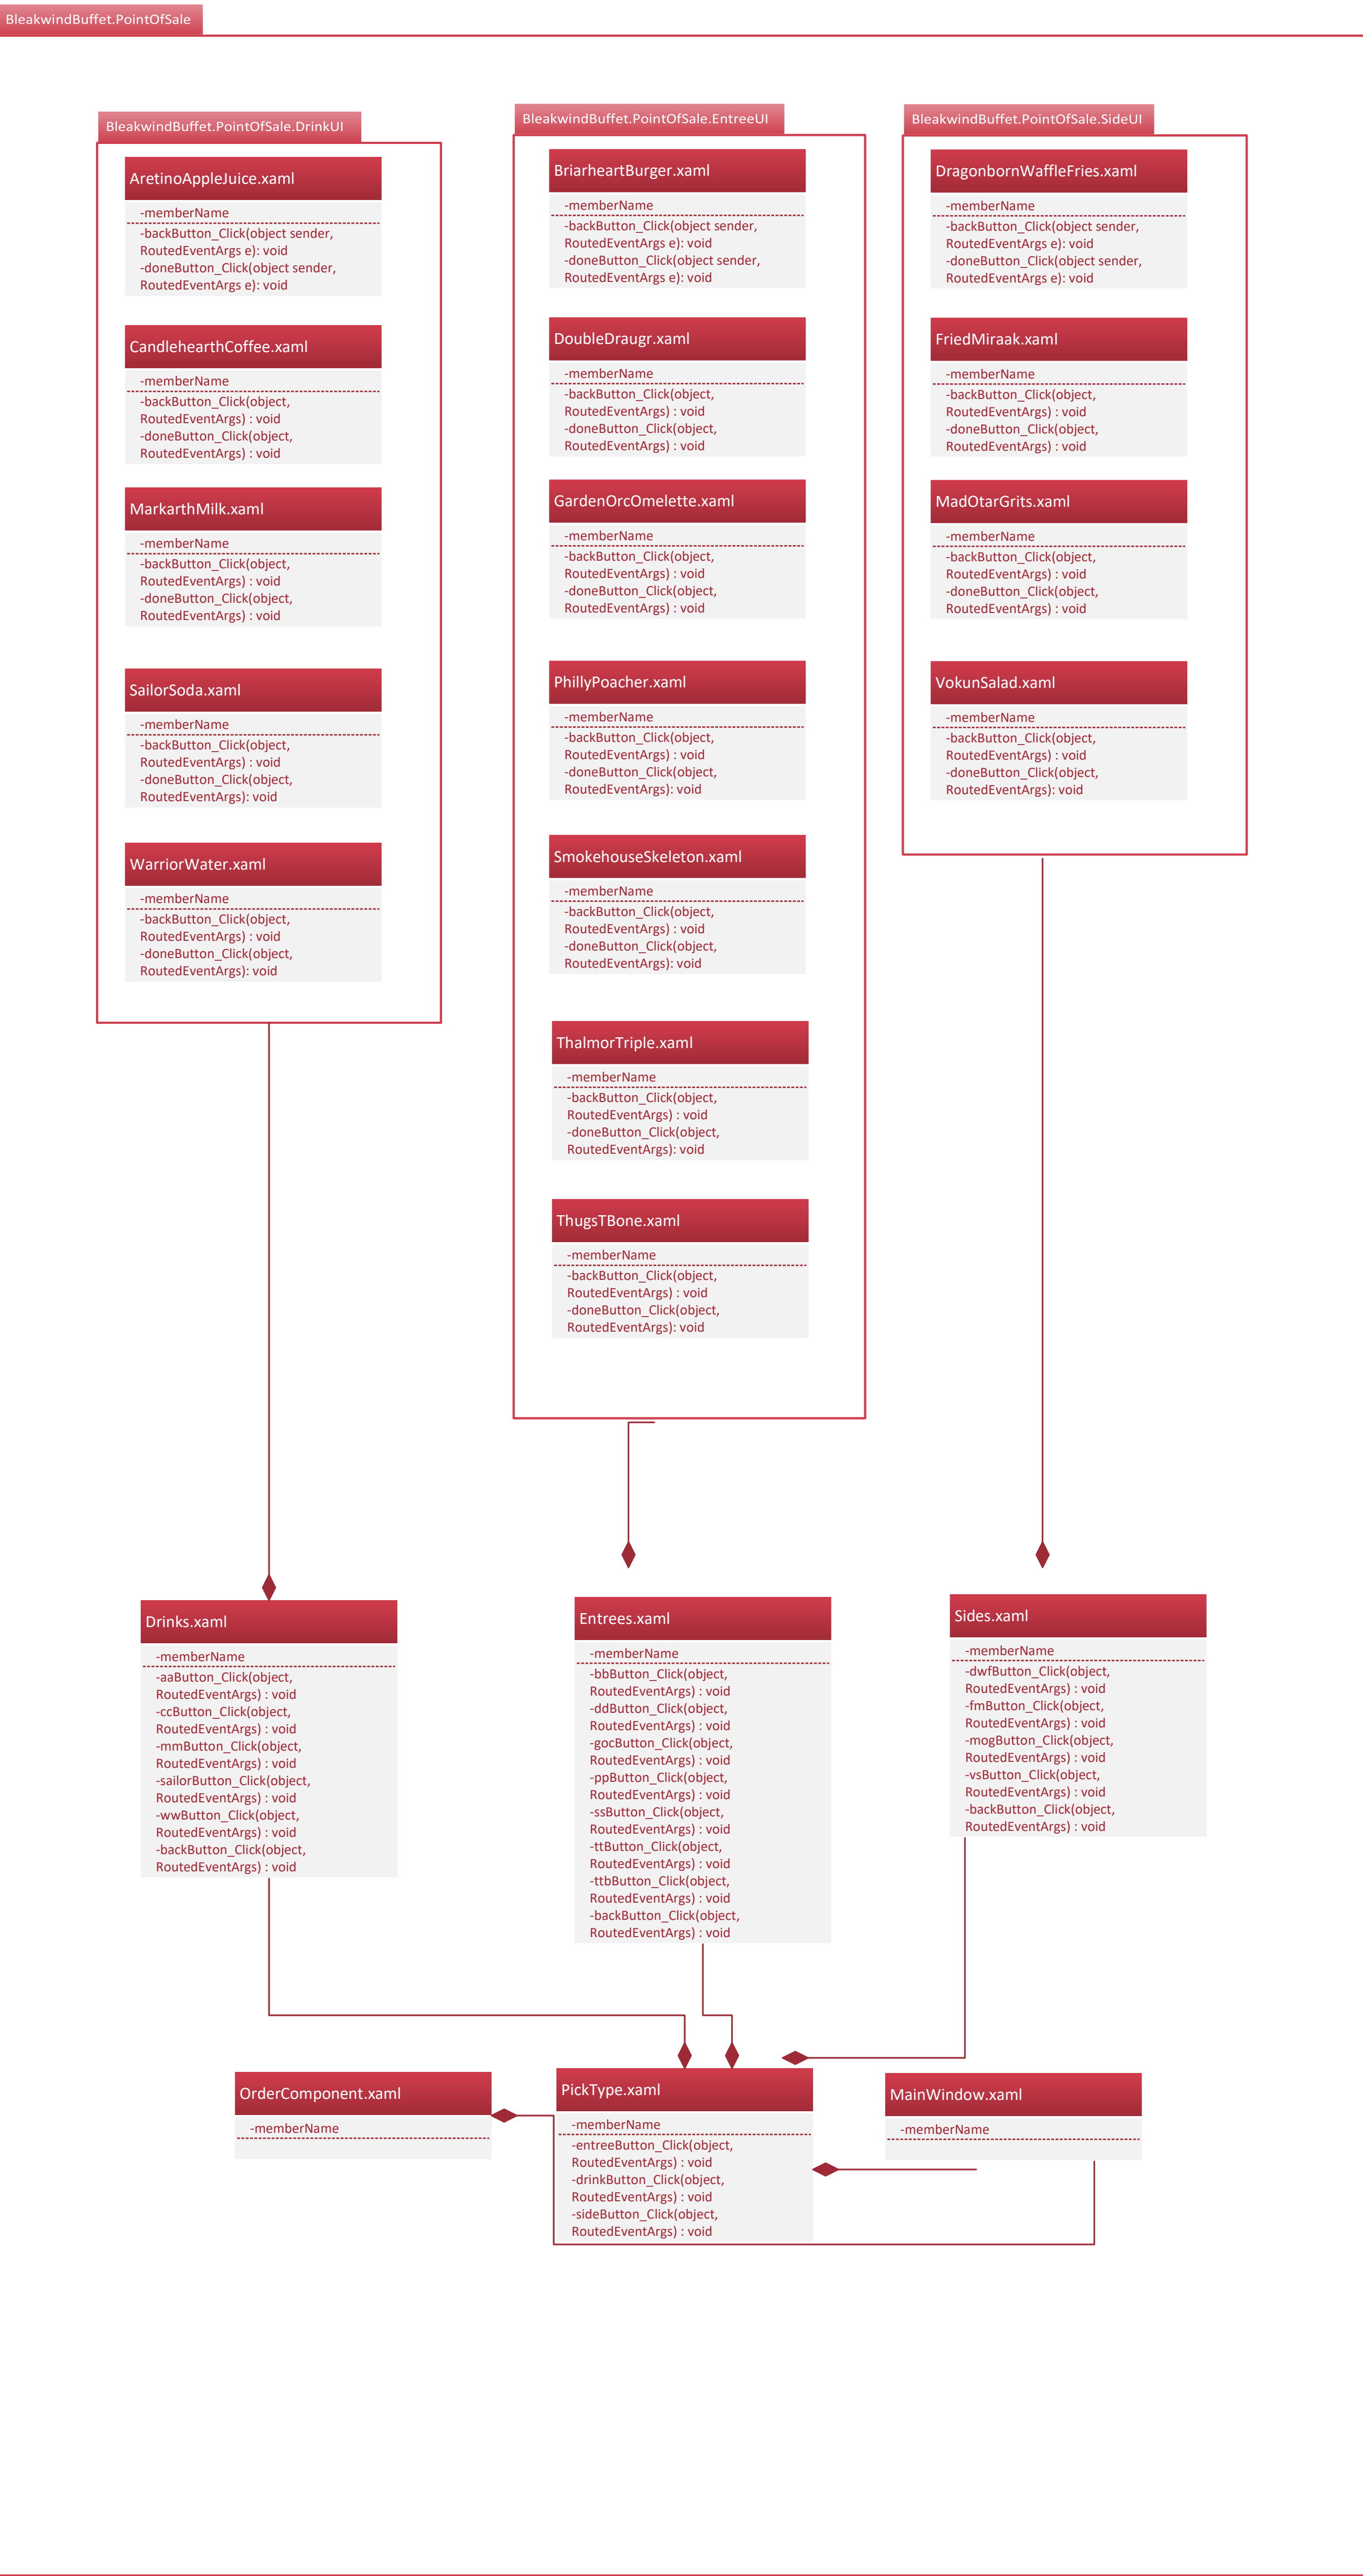 BleakwindBuffet.PointOfSale
BleakwindBuffet.PointOfSale.DrinkUI
AretinoAppleJuice.xaml
-memberName
-backButton_Click(object sender,
RoutedEventArgs e): void
-doneButton_Click(object sender,
RoutedEventArgs e): void
CandlehearthCoffee.xaml
-memberName
-backButton_Click(object,
RoutedEventArgs) : void
-doneButton_Click(object,
RoutedEventArgs) : void
MarkarthMilk.xaml
-memberName
-backButton_Click(object,
RoutedEventArgs) : void
-doneButton_Click(object,
RoutedEventArgs) : void
SailorSoda.xaml
-memberName
-backButton_Click(object,
RoutedEventArgs) : void
-doneButton_Click(object,
RoutedEventArgs): void
WarriorWater.xaml
-memberName
-backButton_Click(object,
RoutedEventArgs) : void
-doneButton_Click(object,
RoutedEventArgs): void
BleakwindBuffet.PointOfSale.EntreeUI
BriarheartBurger.xaml
-memberName
-backButton_Click(object sender,
RoutedEventArgs e): void
-doneButton_Click(object sender,
RoutedEventArgs e): void
DoubleDraugr.xaml
-memberName
-backButton_Click(object,
RoutedEventArgs) : void
-doneButton_Click(object,
RoutedEventArgs) : void
GardenOrcOmelette.xaml
-memberName
-backButton_Click(object,
RoutedEventArgs) : void
-doneButton_Click(object,
RoutedEventArgs) : void
PhillyPoacher.xaml
-memberName
-backButton_Click(object,
RoutedEventArgs) : void
-doneButton_Click(object,
RoutedEventArgs): void
SmokehouseSkeleton.xaml
-memberName
-backButton_Click(object,
RoutedEventArgs) : void
-doneButton_Click(object,
RoutedEventArgs): void
ThalmorTriple.xaml
-memberName
-backButton_Click(object,
RoutedEventArgs) : void
-doneButton_Click(object,
RoutedEventArgs): void
ThugsTBone.xaml
-memberName
-backButton_Click(object,
RoutedEventArgs) : void
-doneButton_Click(object,
RoutedEventArgs): void
BleakwindBuffet.PointOfSale.SideUI
DragonbornWaffleFries.xaml
-memberName
-backButton_Click(object sender,
RoutedEventArgs e): void
-doneButton_Click(object sender,
RoutedEventArgs e): void
FriedMiraak.xaml
-memberName
-backButton_Click(object,
RoutedEventArgs) : void
-doneButton_Click(object,
RoutedEventArgs) : void
MadOtarGrits.xaml
-memberName
-backButton_Click(object,
RoutedEventArgs) : void
-doneButton_Click(object,
RoutedEventArgs) : void
VokunSalad.xaml
-memberName
-backButton_Click(object,
RoutedEventArgs) : void
-doneButton_Click(object,
RoutedEventArgs): void
Drinks.xaml
-memberName
-aaButton_Click(object,
RoutedEventArgs) : void
-ccButton_Click(object,
RoutedEventArgs) : void
-mmButton_Click(object,
RoutedEventArgs) : void
-sailorButton_Click(object,
RoutedEventArgs) : void
-wwButton_Click(object,
RoutedEventArgs) : void
-backButton_Click(object,
RoutedEventArgs) : void
Entrees.xaml
-memberName
-bbButton_Click(object,
RoutedEventArgs) : void
-ddButton_Click(object,
RoutedEventArgs) : void
-gocButton_Click(object,
RoutedEventArgs) : void
-ppButton_Click(object,
RoutedEventArgs) : void
-ssButton_Click(object,
RoutedEventArgs) : void
-ttButton_Click(object,
RoutedEventArgs) : void
-ttbButton_Click(object,
RoutedEventArgs) : void
-backButton_Click(object,
RoutedEventArgs) : void
Sides.xaml
-memberName
-dwfButton_Click(object,
RoutedEventArgs) : void
-fmButton_Click(object,
RoutedEventArgs) : void
-mogButton_Click(object,
RoutedEventArgs) : void
-vsButton_Click(object,
RoutedEventArgs) : void
-backButton_Click(object,
RoutedEventArgs) : void
OrderComponent.xaml
-memberName
PickType.xaml
-memberName
-entreeButton_Click(object,
RoutedEventArgs) : void
-drinkButton_Click(object,
RoutedEventArgs) : void
-sideButton_Click(object,
RoutedEventArgs) : void
MainWindow.xaml
-memberName